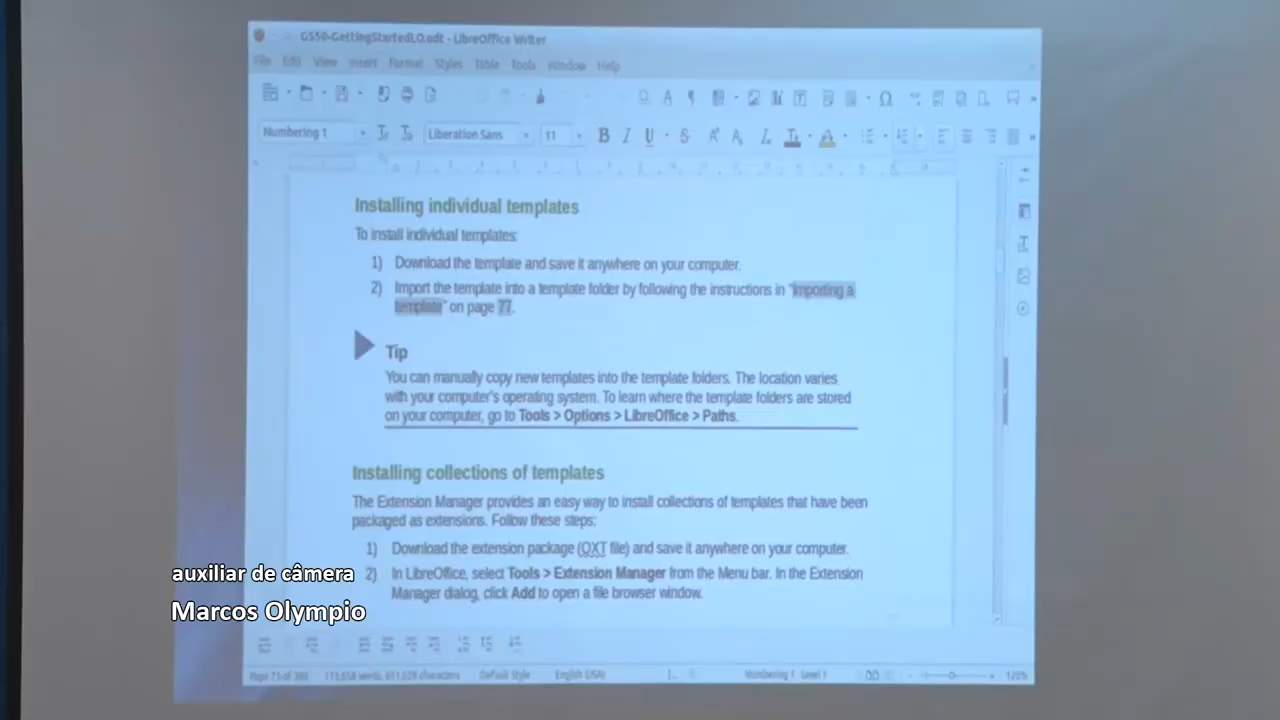 GS50-GettingStartedLO.odt - LibreOffice Writer
File Edit View Insert Format Styles Table Tools Window Help
Numbering 1 Liberation Sans 11
Installing individual templates
To install individual templates:
1) Download the template and save it anywhere on your computer.
2) Import the template into a template folder by following the instructions in "Importing a
template" on page 77.
Tip
You can manually copy new templates into the template folders. The location varies
with your computer's operating system. To learn where the template folders are stored
on your computer, go to Tools > Options > LibreOffice > Paths.
Installing collections of templates
The Extension Manager provides an easy way to install collections of templates that have been
packaged as extensions. Follow these steps:
1) Download the extension package (OXT file) and save it anywhere on your computer.
2) In LibreOffice, select Tools > Extension Manager from the Menu bar. In the Extension
Manager dialog, click Add to open a file browser window.
auxiliar de câmera
Marcos Olympio
Default Style English (USA) Numbering 1 Level 1 120%